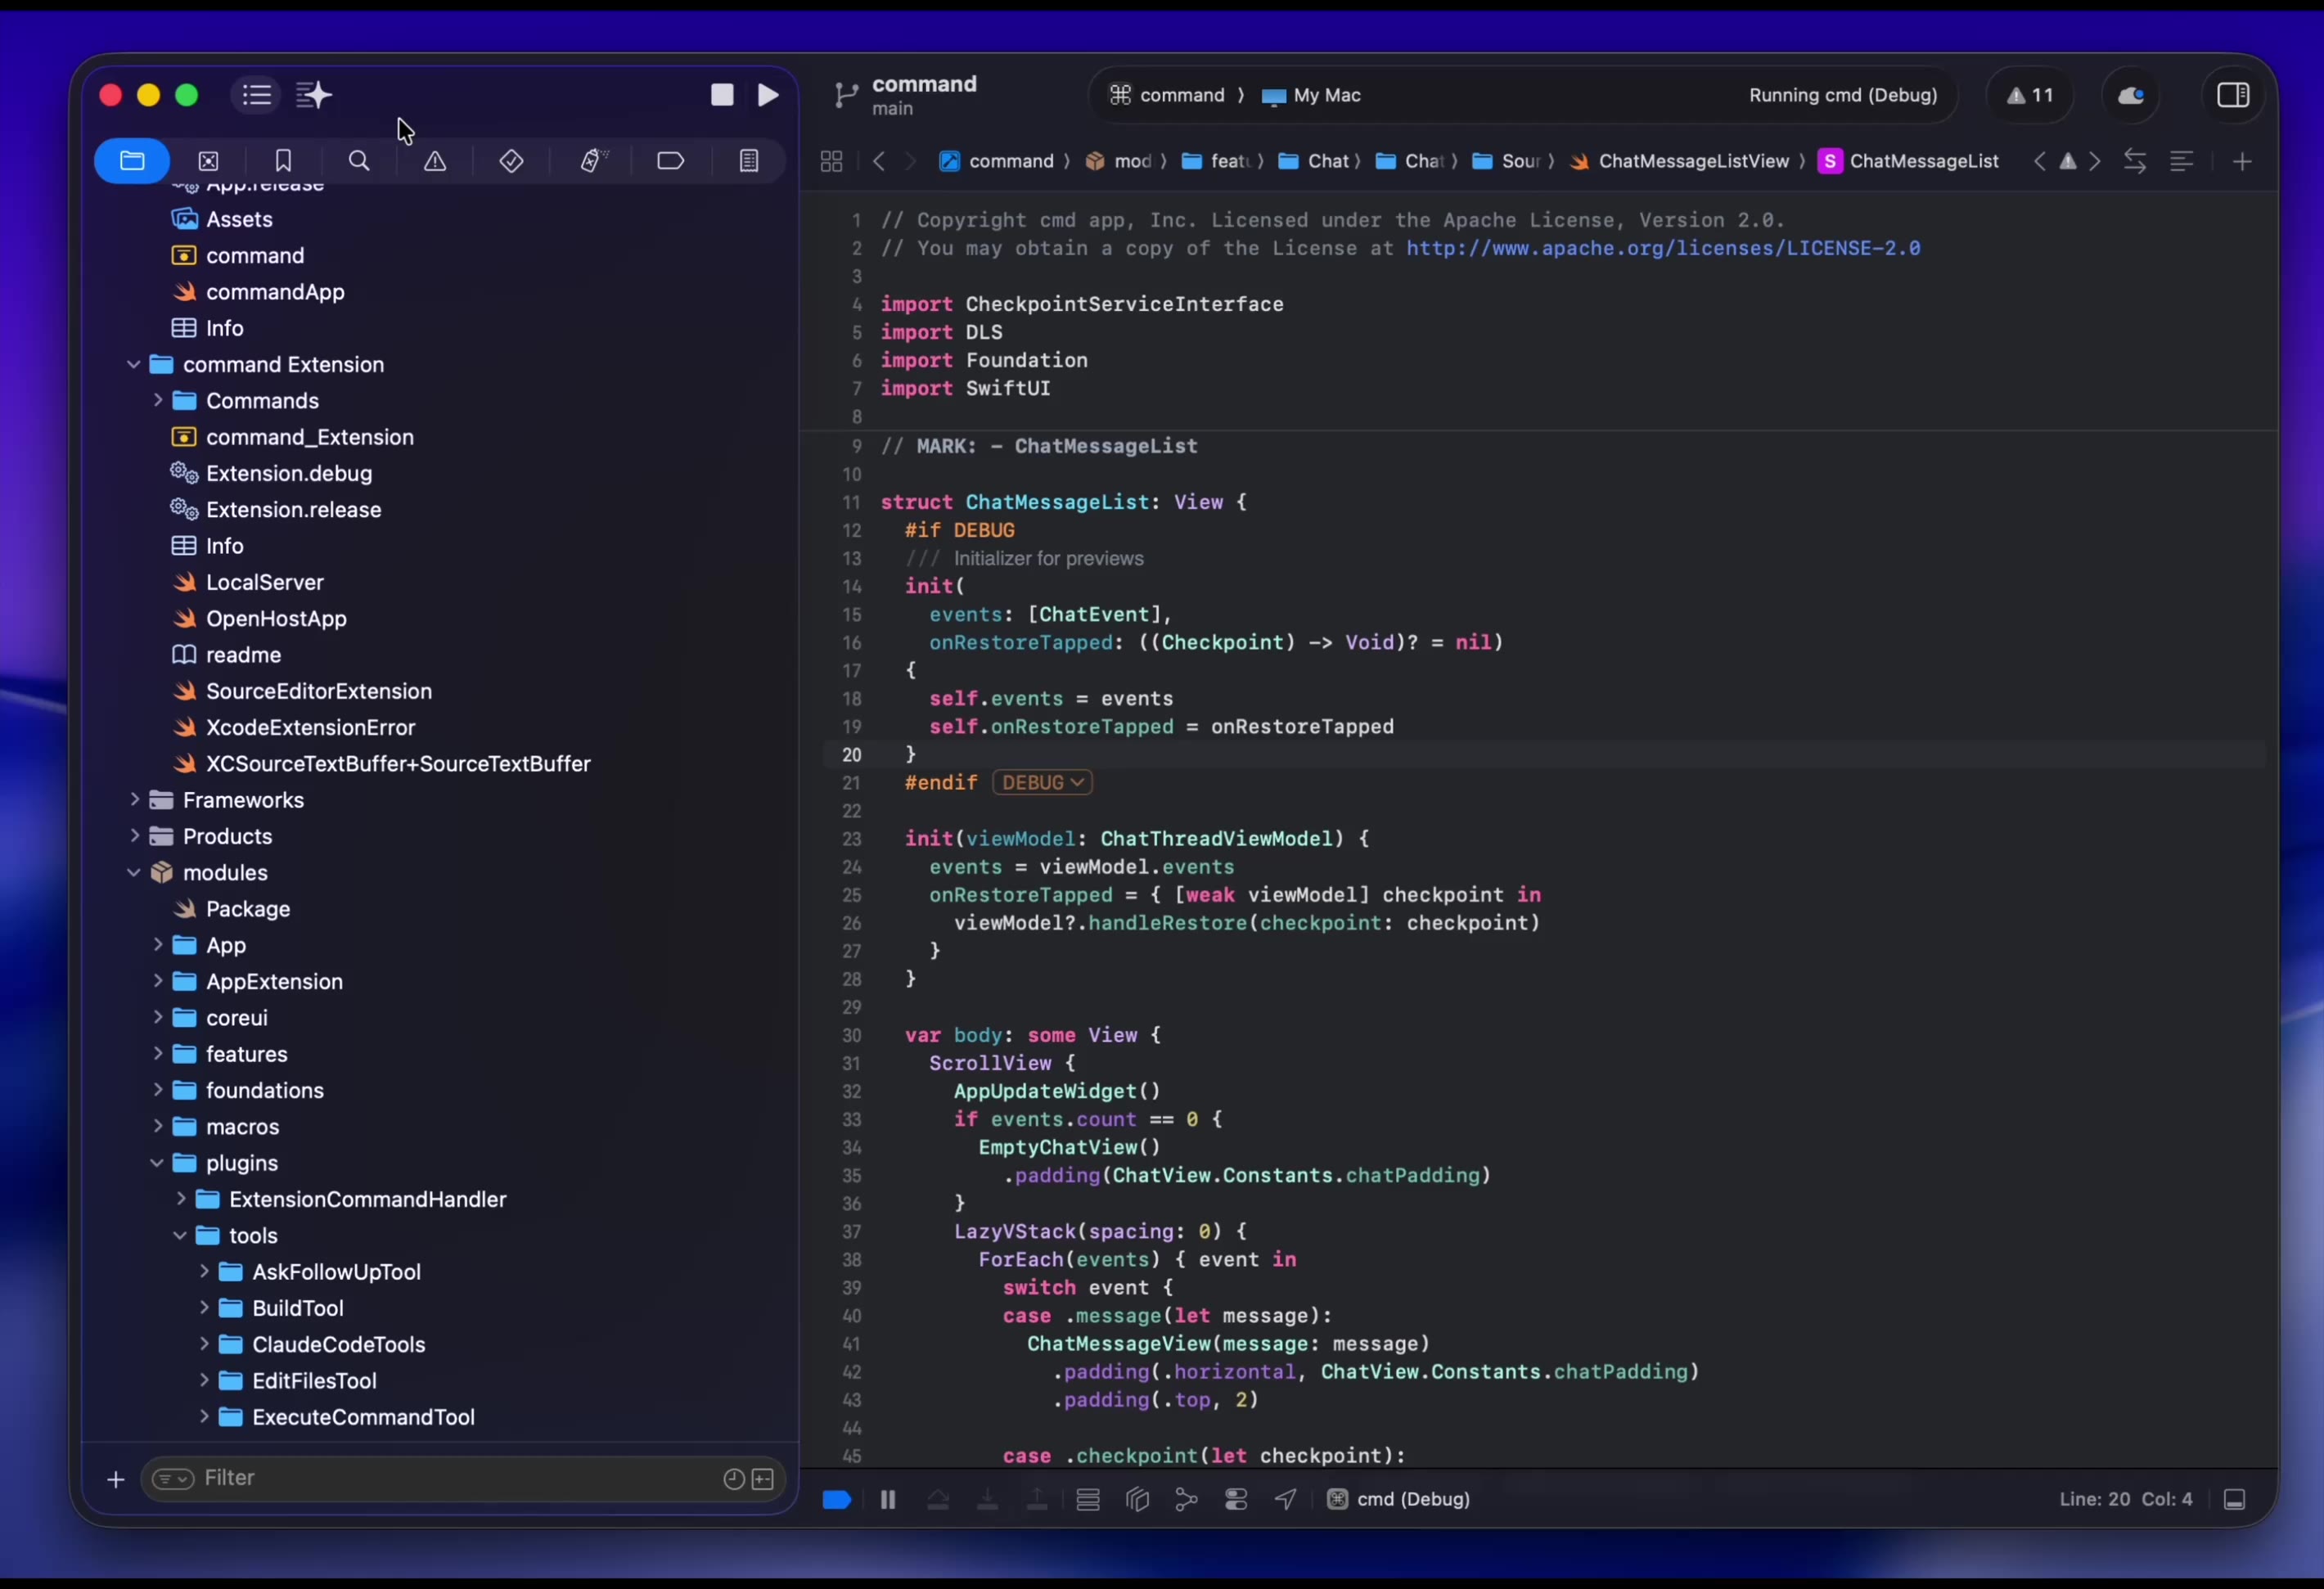 command
main
command
My Mac
Running cmd (Debug)
11
command
mod
featu
Chat
Chat
Sour
ChatMessageListView
S
ChatMessageList
App.release
Assets
command
commandApp
Info
command Extension
Commands
command_Extension
Extension.debug
Extension.release
Info
LocalServer
OpenHostApp
readme
SourceEditorExtension
XcodeExtensionError
XCSourceTextBuffer+SourceTextBuffer
Frameworks
Products
modules
Package
App
AppExtension
coreui
features
foundations
macros
plugins
ExtensionCommandHandler
tools
AskFollowUpTool
BuildTool
ClaudeCodeTools
EditFilesTool
ExecuteCommandTool
Filter
1 // Copyright cmd app, Inc. Licensed under the Apache License, Version 2.0.
2 // You may obtain a copy of the License at http://www.apache.org/licenses/LICENSE-2.0
3
4 import CheckpointServiceInterface
5 import DLS
6 import Foundation
7 import SwiftUI
8
9 // MARK: - ChatMessageList
10
11 struct ChatMessageList: View {
12 #if DEBUG
13 /// Initializer for previews
14 init(
15 events: [ChatEvent],
16 onRestoreTapped: ((Checkpoint) -> Void)? = nil)
17 {
18 self.events = events
19 self.onRestoreTapped = onRestoreTapped
20 }
21 #endif DEBUG
22
23 init(viewModel: ChatThreadViewModel) {
24 events = viewModel.events
25 onRestoreTapped = { [weak viewModel] checkpoint in
26 viewModel?.handleRestore(checkpoint: checkpoint)
27 }
28 }
29
30 var body: some View {
31 ScrollView {
32 AppUpdateWidget()
33 if events.count == 0 {
34 EmptyChatView()
35 .padding(ChatView.Constants.chatPadding)
36 }
37 LazyVStack(spacing: 0) {
38 ForEach(events) { event in
39 switch event {
40 case .message(let message):
41 ChatMessageView(message: message)
42 .padding(.horizontal, ChatView.Constants.chatPadding)
43 .padding(.top, 2)
44
45 case .checkpoint(let checkpoint):
cmd (Debug)
Line: 20 Col: 4